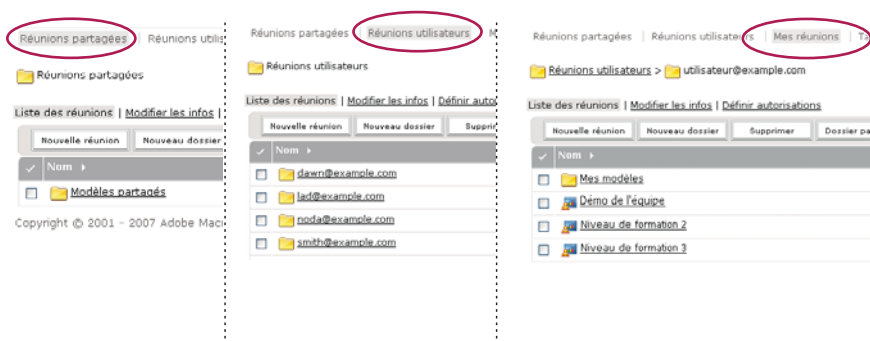 Réunions partagées | Réunions utilis
Réunions partagées
Liste des réunions | Modifier les infos |
Nouvelle réunion Nouveau dossier
Nom
Modèles partagés
Copyright © 2001 - 2007 Adobe Mac
Réunions partagées | Réunions utilisateurs | M
Réunions utilisateurs
Liste des réunions | Modifier les infos | Définir auto
Nouvelle réunion Nouveau dossier Supprim
Nom
dawn@example.com
lad@example.com
noda@example.com
smith@example.com
Réunions partagées | Réunions utilisateurs | Mes réunions | Ta
Réunions utilisateurs > utilisateur@example.com
Liste des réunions | Modifier les infos | Définir autorisations
Nouvelle réunion Nouveau dossier Supprimer Dossier pa
Nom
Mes modèles
Démo de l'équipe
Niveau de formation 2
Niveau de formation 3